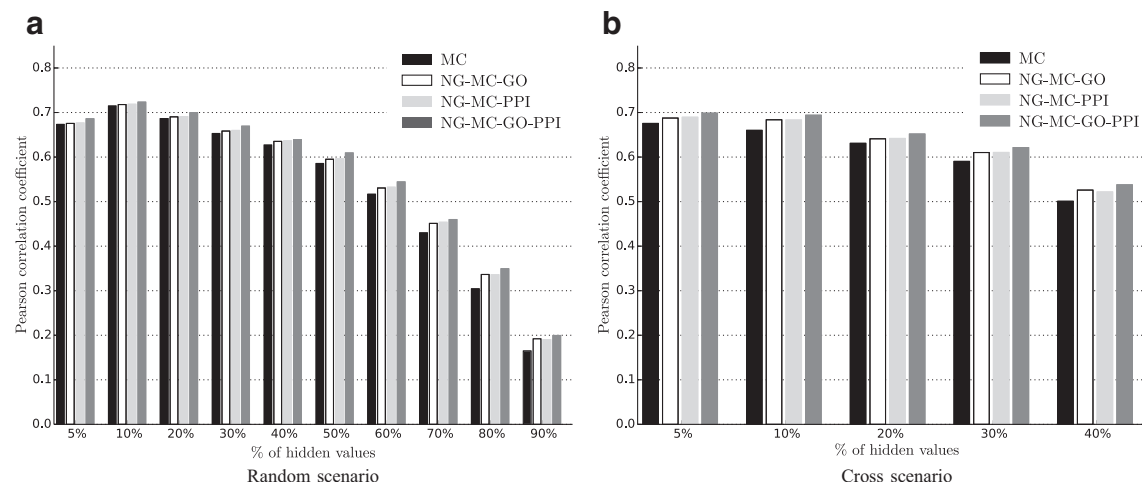 a
b
MC
NG-MC-GO
NG-MC-PPI
NG-MC-GO-PPI
Pearson correlation coefficient
0.8
0.7
0.6
0.5
0.4
0.3
0.2
0.1
0.0
5% 10% 20% 30% 40% 50% 60% 70% 80% 90%
% of hidden values
Random scenario
MC
NG-MC-GO
NG-MC-PPI
NG-MC-GO-PPI
Pearson correlation coefficient
0.8
0.7
0.6
0.5
0.4
0.3
0.2
0.1
0.0
5% 10% 20% 30% 40%
% of hidden values
Cross scenario